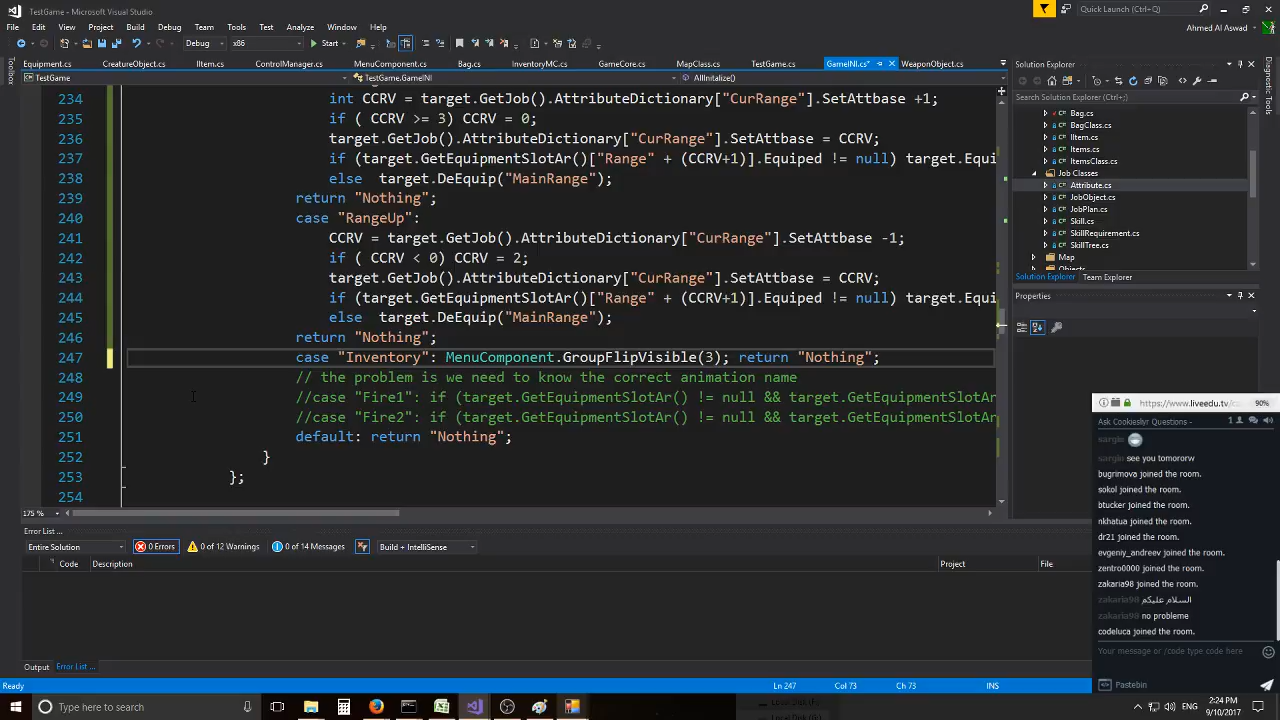 TestGame - Microsoft Visual Studio
Quick Launch (Ctrl+Q)
File
Team
Tools
Test
Analyze
Window
Help
Ahmed Al Aswad
Debug
x86
Start
Equipment.cs
CreatureObject.cs
IItem.cs
ControlManager.cs
MenuComponent.cs
Bag.cs
InventoryMC.cs
GameCore.cs
MapClass.cs
TestGame.cs
GameINI.cs*
WeaponObject.cs
TestGame
TestGame.GameINI
AllInitalize()
234 int CCRV = target.GetJob().AttributeDictionary["CurRange"].SetAttbase +1;
235 if ( CCRV >= 3) CCRV = 0;
236 target.GetJob().AttributeDictionary["CurRange"].SetAttbase = CCRV;
237 if (target.GetEquipmentSlotAr()["Range" + (CCRV+1)].Equiped != null) target.Equi
238 else target.DeEquip("MainRange");
239 return "Nothing";
240 case "RangeUp":
241 CCRV = target.GetJob().AttributeDictionary["CurRange"].SetAttbase -1;
242 if ( CCRV < 0) CCRV = 2;
243 target.GetJob().AttributeDictionary["CurRange"].SetAttbase = CCRV;
244 if (target.GetEquipmentSlotAr()["Range" + (CCRV+1)].Equiped != null) target.Equi
245 else target.DeEquip("MainRange");
246 return "Nothing";
247 case "Inventory": MenuComponent.GroupFlipVisible(3); return "Nothing";
248 // the problem is we need to know the correct animation name
249 //case "Fire1": if (target.GetEquipmentSlotAr() != null && target.GetEquipmentSlotAr
250 //case "Fire2": if (target.GetEquipmentSlotAr() != null && target.GetEquipmentSlotAr
251 default: return "Nothing";
252 }
253 };
254
175 %
Solution Explorer
Search Solution Explorer (Ctrl+;)
Bag.cs
BagClass.cs
IItem.cs
Items.cs
ItemsClass.cs
Job Classes
Attribute.cs
JobObject.cs
JobPlan.cs
Skill.cs
SkillRequirement.cs
SkillTree.cs
Map
Objects
Solution Explorer
Team Explorer
Properties
Toolbox
Diagnostic Tools
Error List ...
Entire Solution
0 Errors
0 of 12 Warnings
0 of 14 Messages
Build + IntelliSense
Code
Description
Project
File
Output
Error List ...
Ready
Ln 247
Col 73
Ch 73
INS
https://www.liveedu.tv/
90%
Ask Cookieslyr Questions -
1
sargin
sargin see you tomororw
bugrimova joined the room.
sokol joined the room.
btucker joined the room.
nkhatua joined the room.
dr21 joined the room.
evgeniy_andreev joined the room.
zentro0000 joined the room.
zakaria98 joined the room.
zakaria98 السلام عليكم
zakaria98 no probleme
codeluca joined the room.
Your message or /code type code here
Pastebin
Type here to search
ENG
2:24 PM
9/10/2017